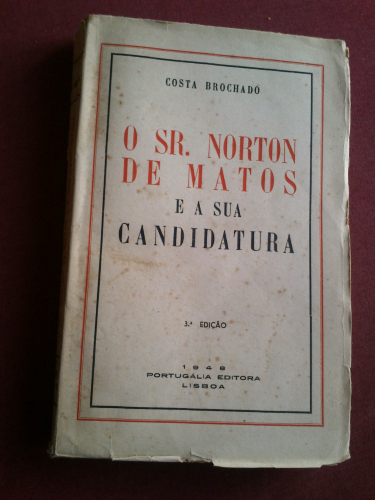 COSTA BROCHADO
O SR. NORTON
DE MATOS
E A SUA
CANDIDATURA
3.ª EDIÇÃO
1948
PORTUGÁLIA EDITORA
LISBOA